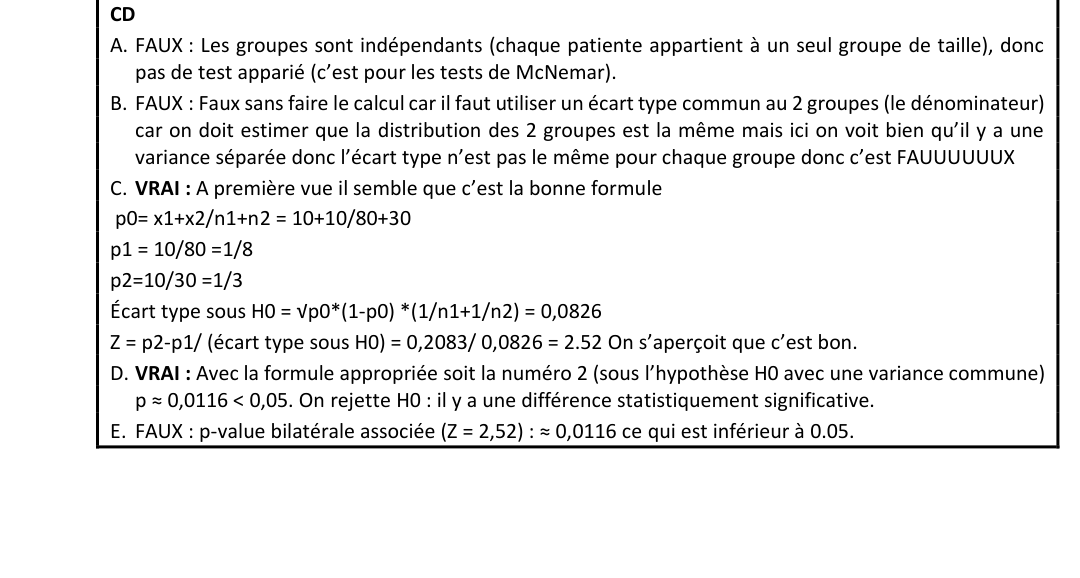 CD
A. FAUX : Les groupes sont indépendants (chaque patiente appartient à un seul groupe de taille), donc
pas de test apparié (c’est pour les tests de McNemar).
B. FAUX : Faux sans faire le calcul car il faut utiliser un écart type commun au 2 groupes (le dénominateur)
car on doit estimer que la distribution des 2 groupes est la même mais ici on voit bien qu’il y a une
variance séparée donc l’écart type n’est pas le même pour chaque groupe donc c’est FAUUUUUUX
C. VRAI : A première vue il semble que c’est la bonne formule
p0= x1+x2/n1+n2 = 10+10/80+30
p1 = 10/80 =1/8
p2=10/30 =1/3
Écart type sous H0 = √p0*(1-p0) *(1/n1+1/n2) = 0,0826
Z = p2-p1/ (écart type sous H0) = 0,2083/ 0,0826 = 2.52 On s’aperçoit que c’est bon.
D. VRAI : Avec la formule appropriée soit la numéro 2 (sous l’hypothèse H0 avec une variance commune)
p ≈ 0,0116 < 0,05. On rejette H0 : il y a une différence statistiquement significative.
E. FAUX : p-value bilatérale associée (Z = 2,52) : ≈ 0,0116 ce qui est inférieur à 0.05.